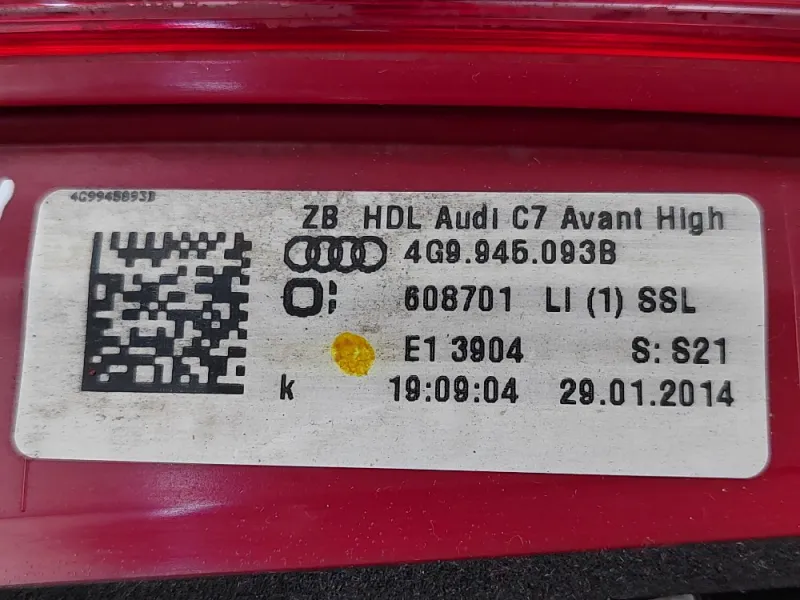 4G9945093B
ZB HDL Audi C7 Avant High
4G9.945.093B
608701 LI (1) SSL
E1 3904 S: S21
k 19:09:04 29.01.2014